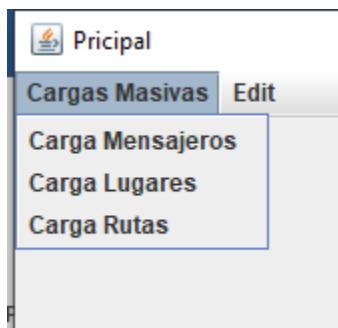 Pricipal
Cargas Masivas Edit
Carga Mensajeros
Carga Lugares
Carga Rutas